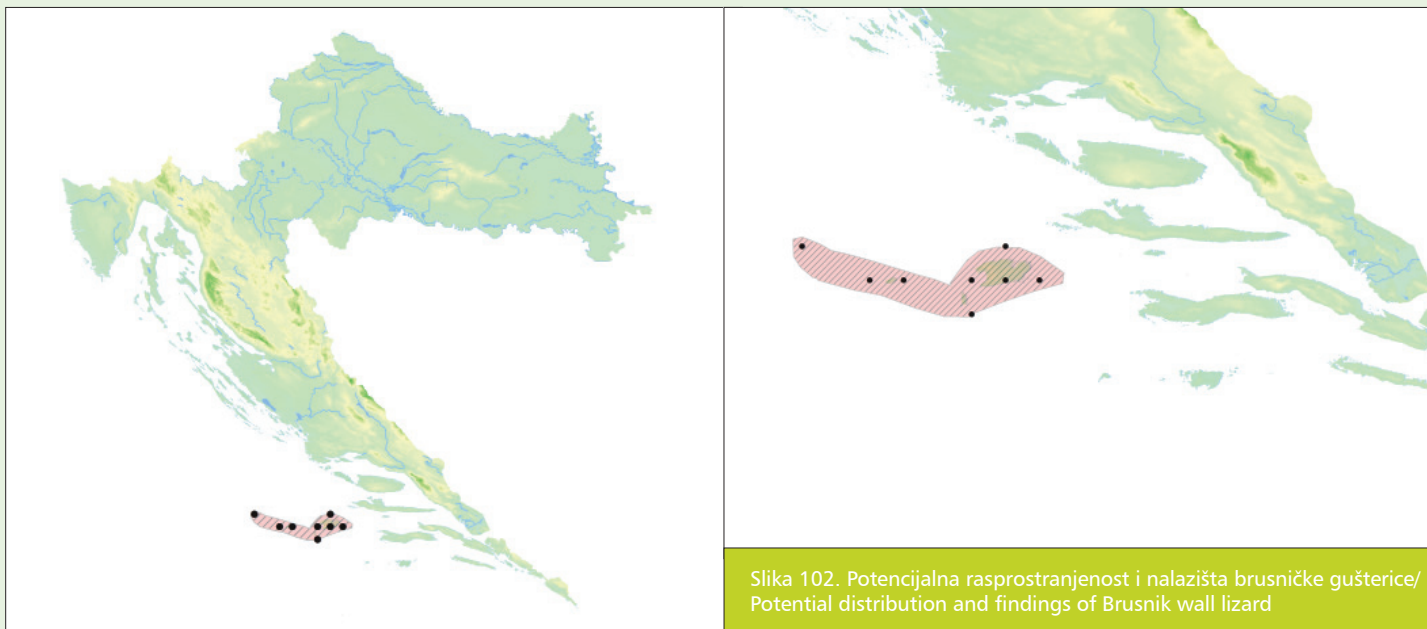 Slika 102. Potencijalna rasprostranjenost i nalazišta brusničke gušterice/
Potential distribution and findings of Brusnik wall lizard